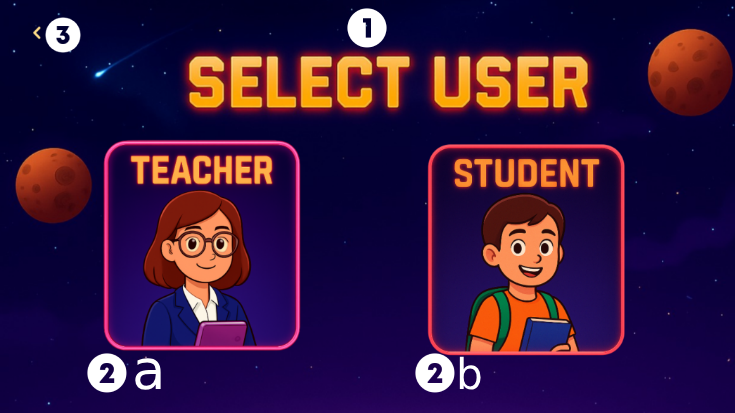 1
< 3
SELECT USER
TEACHER
STUDENT
2 a
2 b